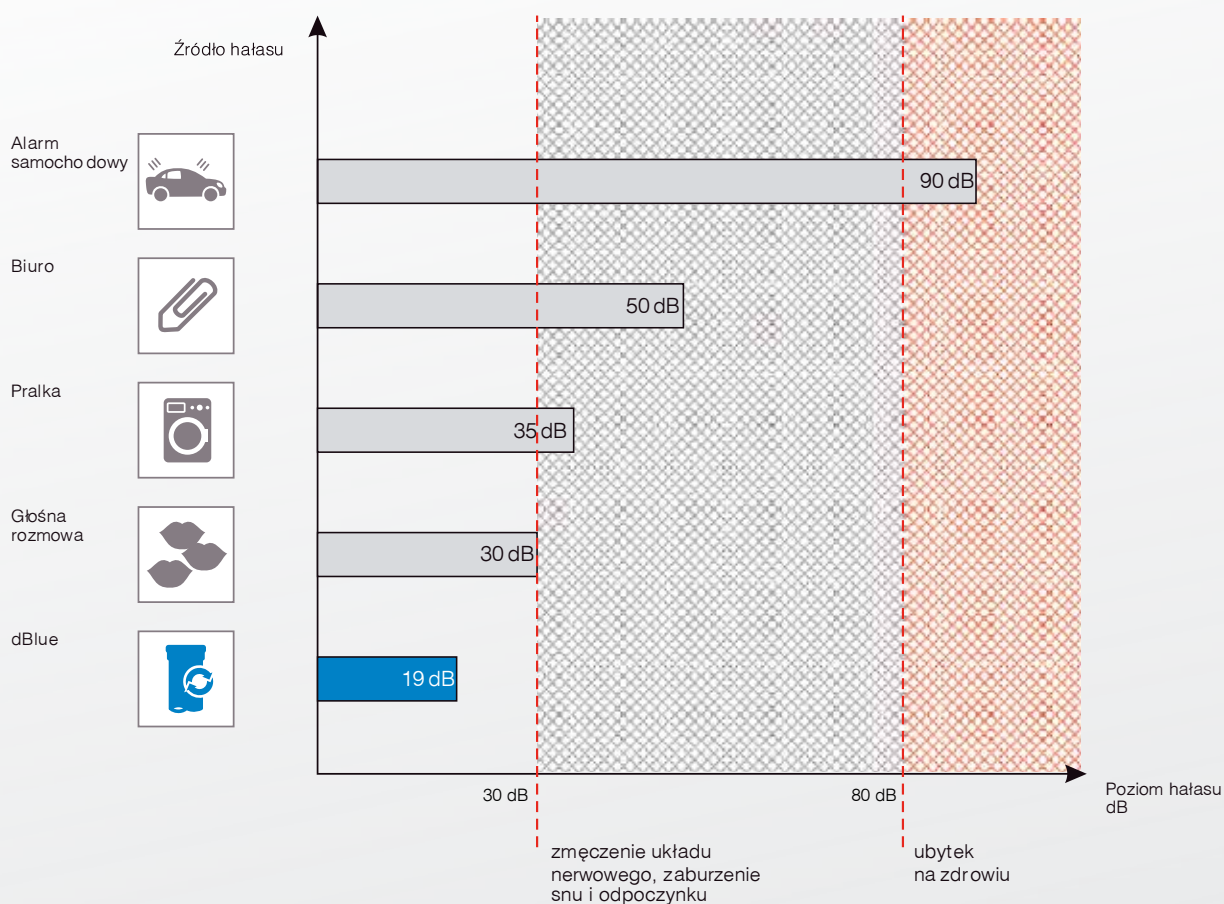 Źródło hałasu
Alarm
samocho dowy
90 dB
Biuro
50 dB
Pralka
35 dB
Głośna
rozmowa
30 dB
dBlue
19 dB
30 dB
80 dB
Poziom hałasu
dB
zmęczenie układu
nerwowego, zaburzenie
snu i odpoczynku
ubytek
na zdrowiu